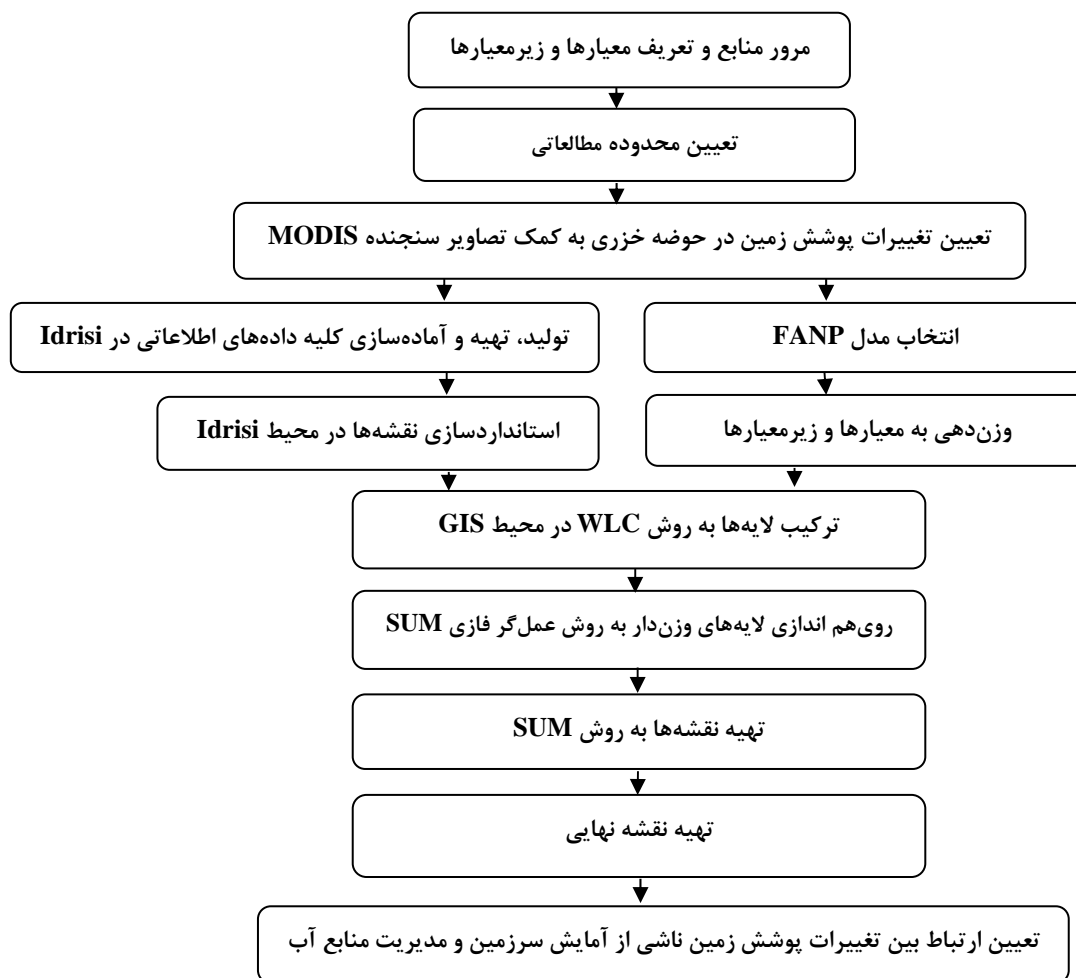 مرور منابع و تعریف معیارها و زیرمعیارها
تعیین محدوده مطالعاتی
تعیین تغییرات پوشش زمین در حوضه خزری به کمک تصاویر سنجنده MODIS
انتخاب مدل FANP
تولید، تهیه و آماده‌سازی کلیه داده‌های اطلاعاتی در Idrisi
وزن‌دهی به معیارها و زیرمعیارها
استانداردسازی نقشه‌ها در محیط Idrisi
ترکیب لایه‌ها به روش WLC در محیط GIS
روی‌هم اندازی لایه‌های وزن‌دار به روش عمل‌گر فازی SUM
تهیه نقشه‌ها به روش SUM
تهیه نقشه نهایی
تعیین ارتباط بین تغییرات پوشش زمین ناشی از آمایش سرزمین و مدیریت منابع آب